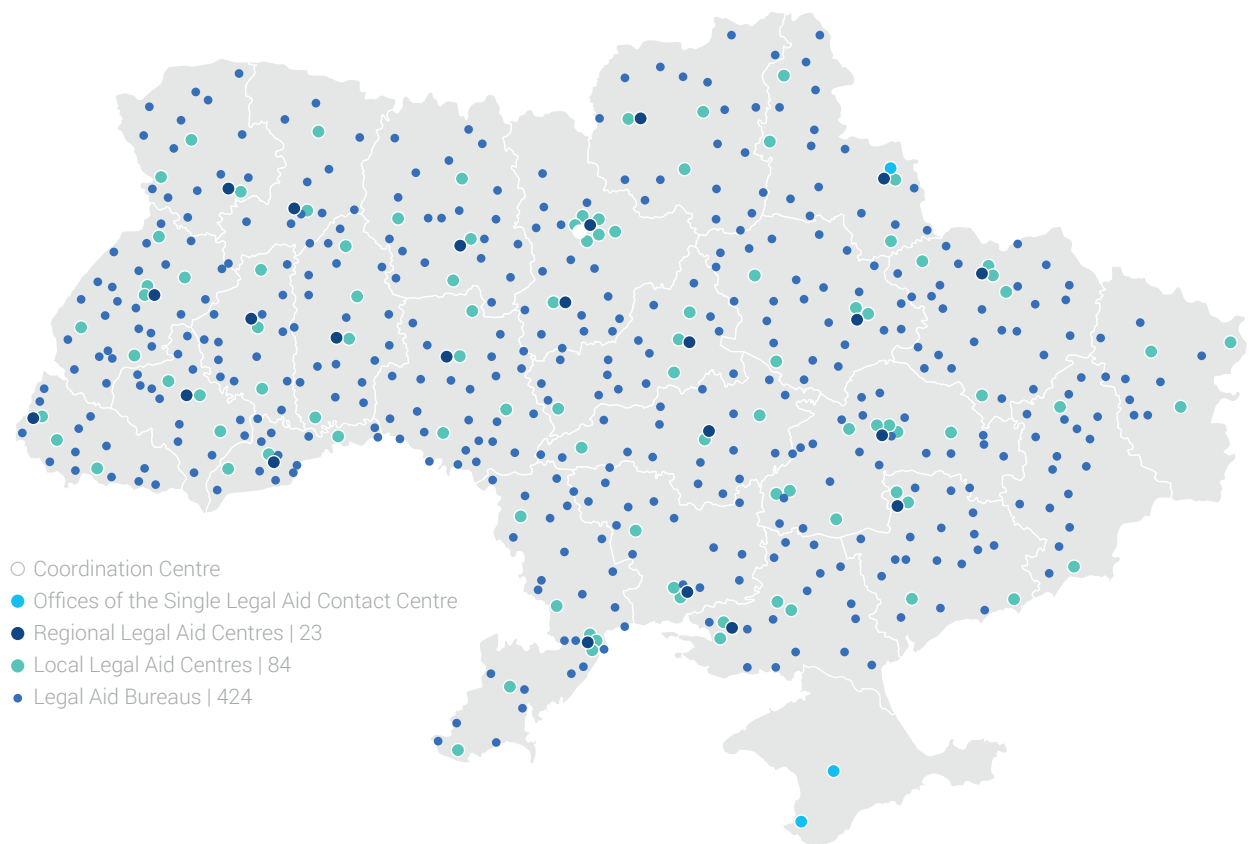 Coordination Centre
Offices of the Single Legal Aid Contact Centre
Regional Legal Aid Centres | 23
Local Legal Aid Centres | 84
Legal Aid Bureaus | 424